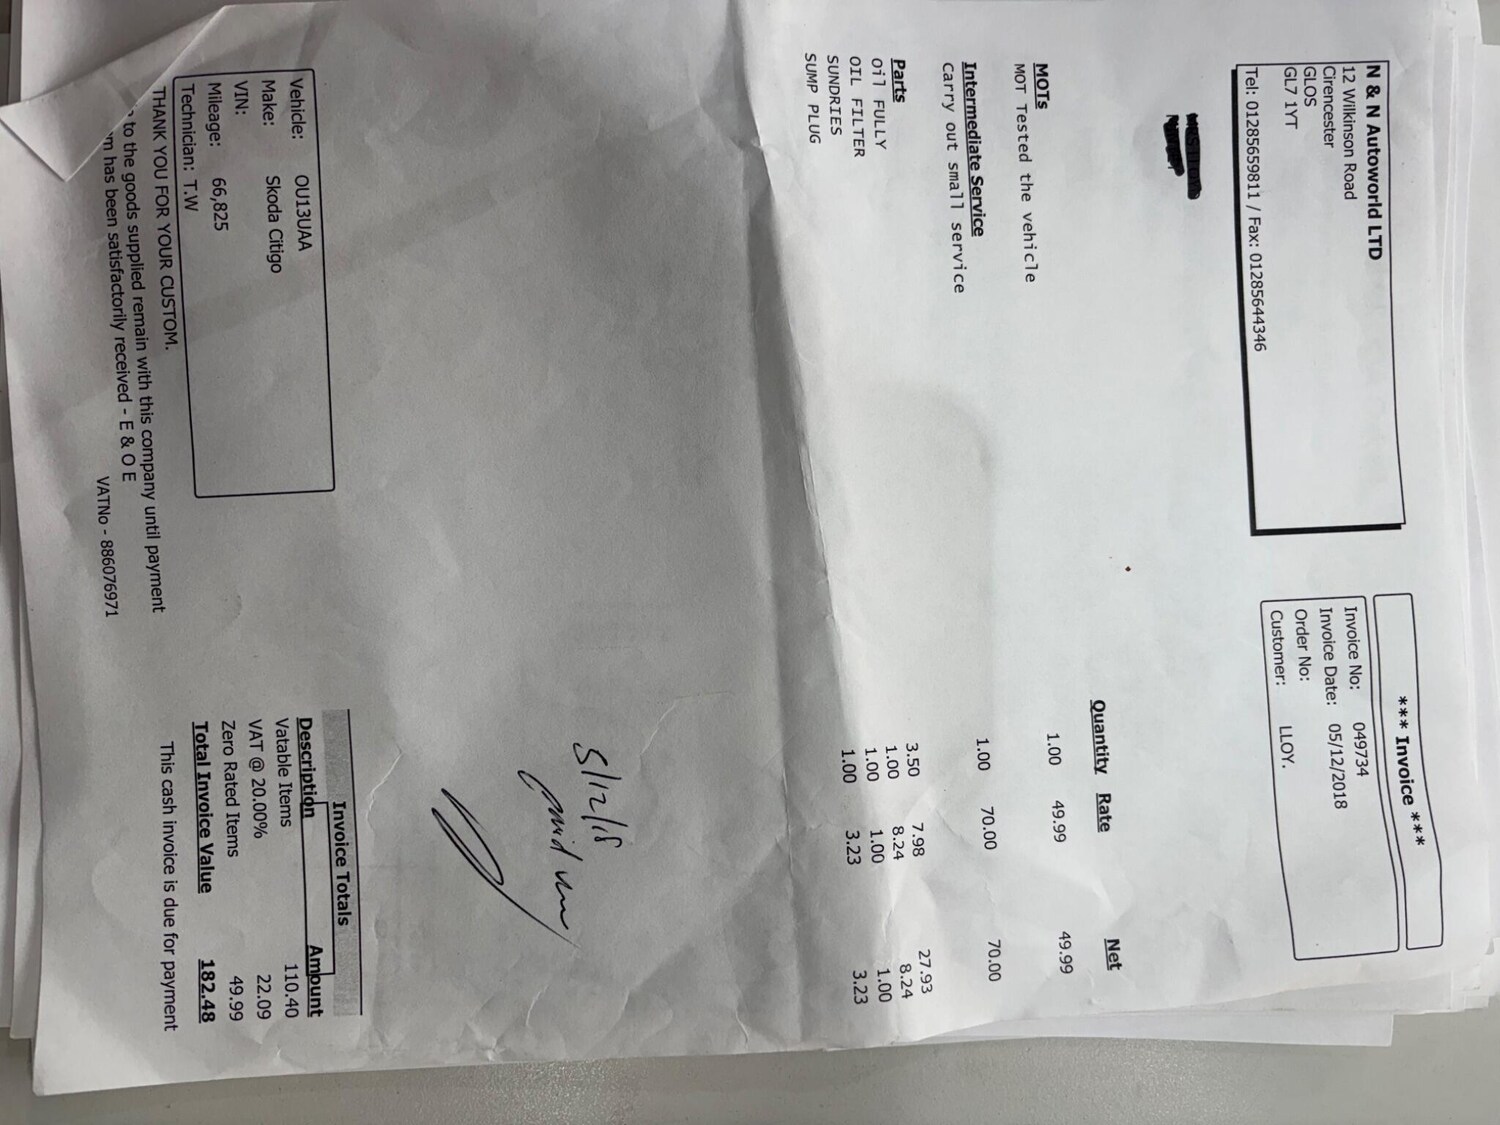 N & N Autoworld LTD
12 Wilkinson Road
Cirencester
GLOS
GL7 1YT
Tel: 01285659811 / Fax: 01285644346
*** Invoice ***
Invoice No: 049734
Invoice Date: 05/12/2018
Order No:
Customer: LLOY.
Quantity Rate Net
MOTs
MOT Tested the vehicle 1.00 49.99 49.99
Intermediate Service
Carry out small service 1.00 70.00 70.00
Parts
Oil FULLY 3.50 7.98 27.93
OIL FILTER 1.00 8.24 8.24
SUNDRIES 1.00 1.00 1.00
SUMP PLUG 1.00 3.23 3.23
5/12/18
Vehicle: OU13UAA
Make: Skoda Citigo
VIN:
Mileage: 66,825
Technician: T.W
Invoice Totals
Description Amount
Vatable Items 110.40
VAT @ 20.00% 22.09
Zero Rated Items 49.99
Total Invoice Value 182.48
THANK YOU FOR YOUR CUSTOM.
to the goods supplied remain with this company until payment
has been satisfactorily received - E & O E
This cash invoice is due for payment
VATNo - 886076971